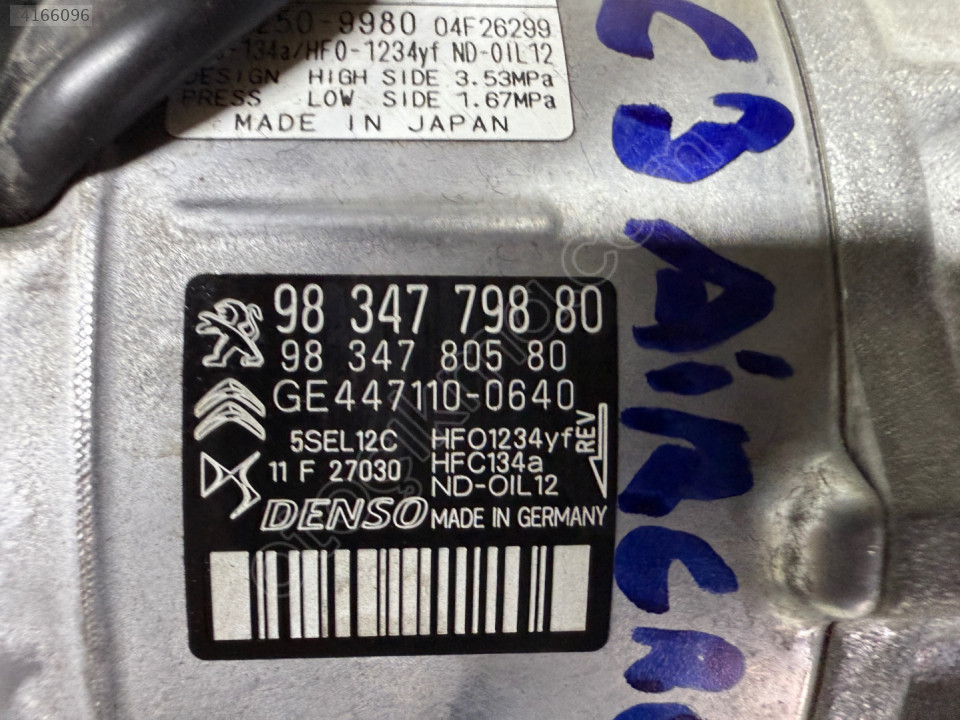 4166096
250-9980 04F26299
-134a/HFO-1234yf ND-OIL12
DESIGN HIGH SIDE 3.53MPa
PRESS LOW SIDE 1.67MPa
MADE IN JAPAN
98 347 798 80
98 347 805 80
GE447110-0640
5SEL12C HFO1234yf
11 F 27030 HFC134a
ND-OIL12
REV
DENSO MADE IN GERMANY
C3 AiRC